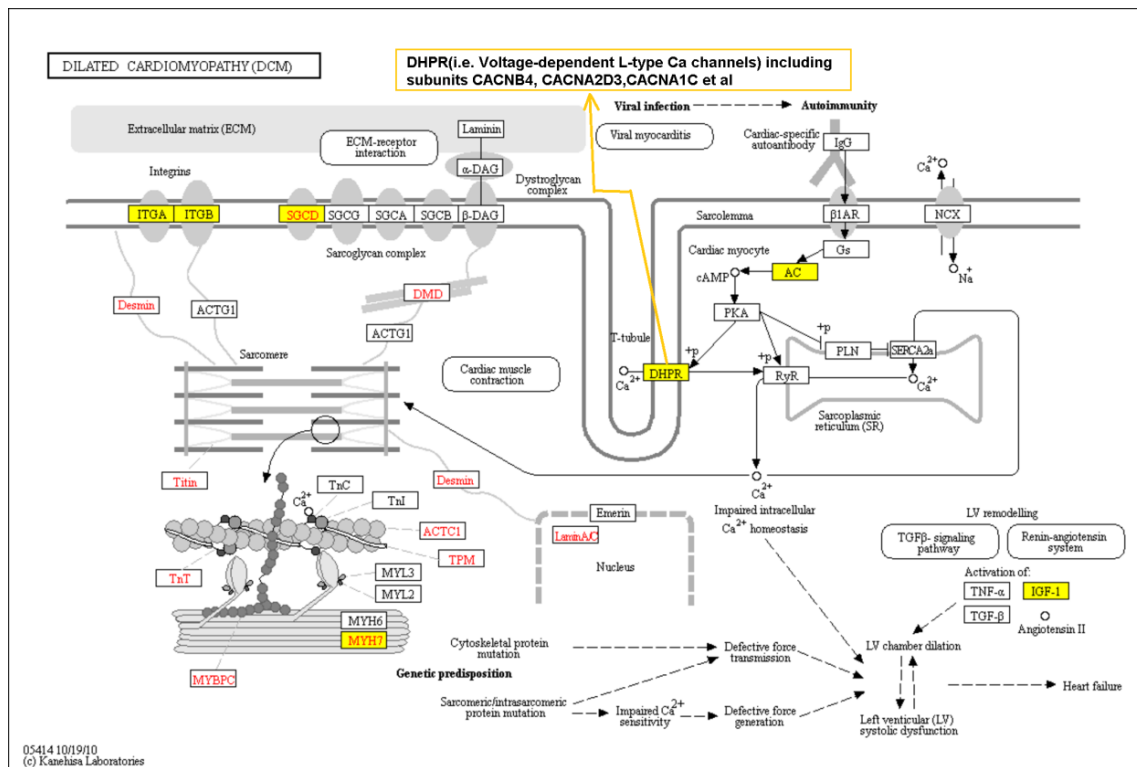 DILATED CARDIOMYOPATHY (DCM)
DHPR(i.e. Voltage-dependent L-type Ca channels) including
subunits CACNB4, CACNA2D3,CACNA1C et al
Viral infection
Autoimmunity
Extracellular matrix (ECM)
ECM-receptor
interaction
Laminin
α-DAG
Dystroglycan
complex
Viral myocarditis
Cardiac-specific
autoantibody
IgG
Ca2+
Integrins
ITGA
ITGB
SGCD
SGCG
SGCA
SGCB
β-DAG
Sarcolemma
β1AR
NCX
Sarcoglycan complex
Cardiac myocyte
Gs
AC
cAMP
Na+
Desmin
ACTG1
DMD
ACTG1
PKA
T-tubule
+p
+p
+p
PLN
SERCA2a
Sarcomere
Cardiac muscle
contraction
Ca2+
DHPR
RyR
Ca2+
Sarcoplasmic
reticulum (SR)
Titin
Desmin
Ca2+
TnC
Ca2+
TnI
ACTC1
TPM
TnT
MYL3
MYL2
MYH6
MYH7
MYBPC
Emerin
LaminA/C
Nucleus
Impaired intracellular
Ca2+ homeostasis
LV remodelling
TGFβ- signaling
pathway
Renin-angiotensin
system
Activation of:
TNF-α
IGF-1
TGF-β
Angiotensin II
Cytoskeletal protein
mutation
Defective force
transmission
LV chamber dilation
Genetic predisposition
Sarcomeric/intrasarcomeric
protein mutation
Impaired Ca2+
sensitivity
Defective force
generation
Heart failure
Left venticular (LV)
systolic dysfunction
05414 10/19/10
(c) Kanehisa Laboratories